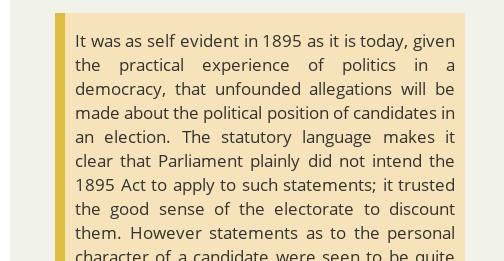 It was as self evident in 1895 as it is today, given
the practical experience of politics in a
democracy, that unfounded allegations will be
made about the political position of candidates in
an election. The statutory language makes it
clear that Parliament plainly did not intend the
1895 Act to apply to such statements; it trusted
the good sense of the electorate to discount
them. However statements as to the personal
character of a candidate were seen to be quite